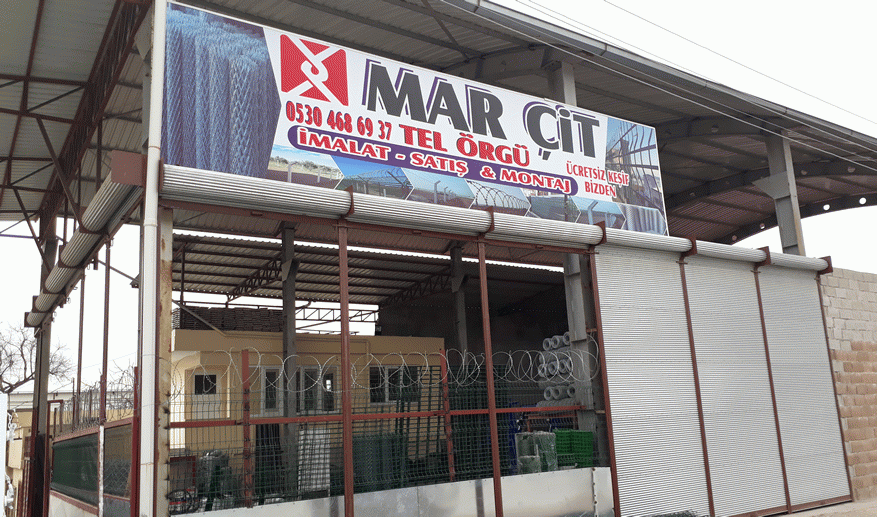 MAR ÇİT
0530 468 69 37 TEL ÖRGÜ
İMALAT - SATIŞ & MONTAJ
ÜCRETSİZ KEŞİF
BİZDEN